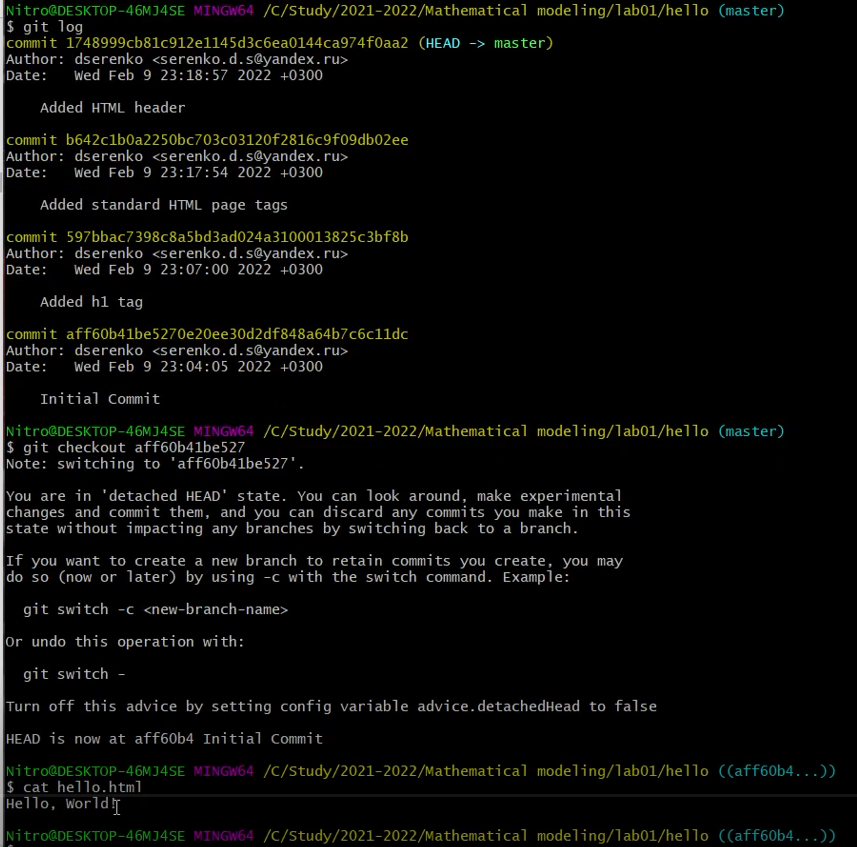 Nitro@DESKTOP-46MJ4SE MINGW64 /C/Study/2021-2022/Mathematical modeling/lab01/hello (master)
$ git log
commit 1748999cb81c912e1145d3c6ea0144ca974f0aa2 (HEAD -> master)
Author: dserenko <serenko.d.s@yandex.ru>
Date:   Wed Feb 9 23:18:57 2022 +0300

    Added HTML header

commit b642c1b0a2250bc703c03120f2816c9f09db02ee
Author: dserenko <serenko.d.s@yandex.ru>
Date:   Wed Feb 9 23:17:54 2022 +0300

    Added standard HTML page tags

commit 597bbac7398c8a5bd3ad024a3100013825c3bf8b
Author: dserenko <serenko.d.s@yandex.ru>
Date:   Wed Feb 9 23:07:00 2022 +0300

    Added h1 tag

commit aff60b41be5270e20ee30d2df848a64b7c6c11dc
Author: dserenko <serenko.d.s@yandex.ru>
Date:   Wed Feb 9 23:04:05 2022 +0300

    Initial Commit

Nitro@DESKTOP-46MJ4SE MINGW64 /C/Study/2021-2022/Mathematical modeling/lab01/hello (master)
$ git checkout aff60b41be527
Note: switching to 'aff60b41be527'.

You are in 'detached HEAD' state. You can look around, make experimental
changes and commit them, and you can discard any commits you make in this
state without impacting any branches by switching back to a branch.

If you want to create a new branch to retain commits you create, you may
do so (now or later) by using -c with the switch command. Example:

  git switch -c <new-branch-name>

Or undo this operation with:

  git switch -

Turn off this advice by setting config variable advice.detachedHead to false

HEAD is now at aff60b4 Initial Commit

Nitro@DESKTOP-46MJ4SE MINGW64 /C/Study/2021-2022/Mathematical modeling/lab01/hello ((aff60b4...))
$ cat hello.html
Hello, World!

Nitro@DESKTOP-46MJ4SE MINGW64 /C/Study/2021-2022/Mathematical modeling/lab01/hello ((aff60b4...))